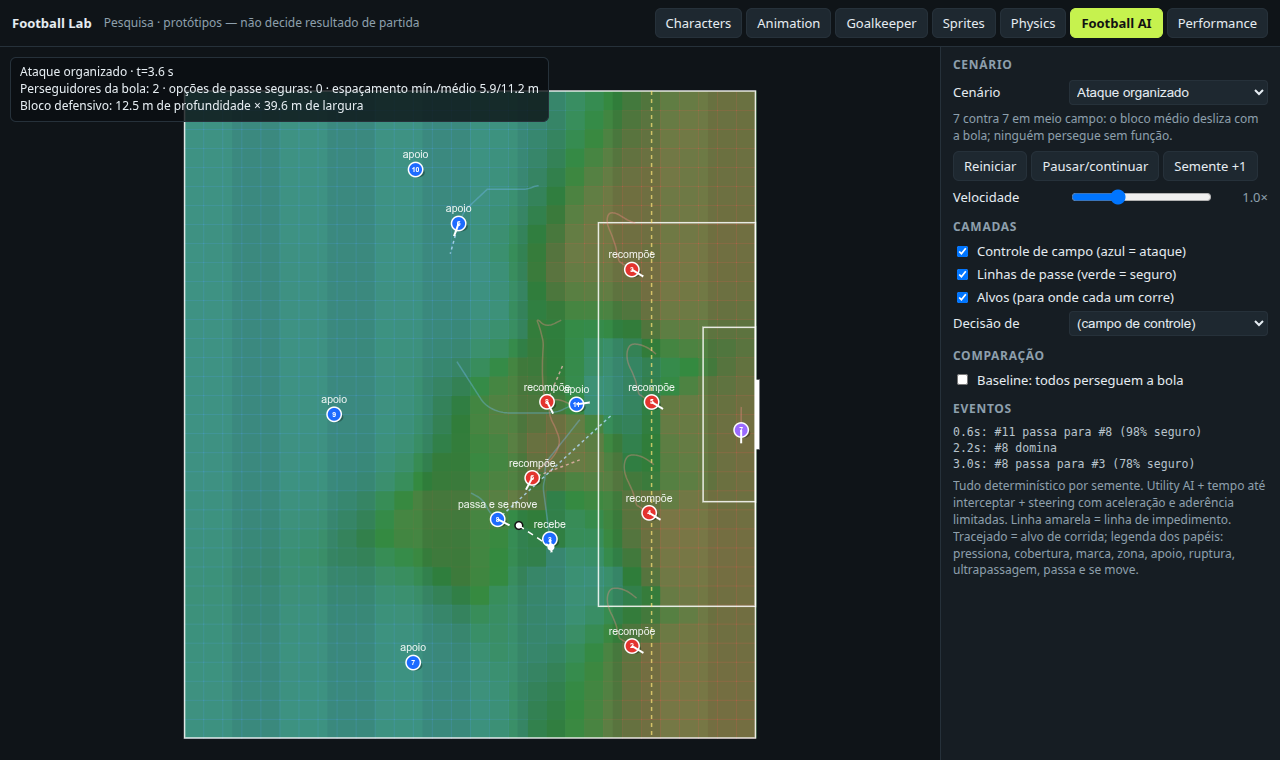 Football Lab
Pesquisa · protótipos — não decide resultado de partida
Characters
Animation
Goalkeeper
Sprites
Physics
Football AI
Performance
Ataque organizado · t=3.6 s
Perseguidores da bola: 2 · opções de passe seguras: 0 · espaçamento mín./médio 5.9/11.2 m
Bloco defensivo: 12.5 m de profundidade × 39.6 m de largura
apoio
10
apoio
recompõe
recompõe
apoio
recompõe
apoio
9
recompõe
passa e se move
recebe
recompõe
recompõe
apoio
7
CENÁRIO
Cenário
Ataque organizado
7 contra 7 em meio campo: o bloco médio desliza com
a bola; ninguém persegue sem função.
Reiniciar
Pausar/continuar
Semente +1
Velocidade
1.0×
CAMADAS
Controle de campo (azul = ataque)
Linhas de passe (verde = seguro)
Alvos (para onde cada um corre)
Decisão de
(campo de controle)
COMPARAÇÃO
Baseline: todos perseguem a bola
EVENTOS
0.6s: #11 passa para #8 (98% seguro)
2.2s: #8 domina
3.0s: #8 passa para #3 (78% seguro)
Tudo determinístico por semente. Utility AI + tempo até
interceptar + steering com aceleração e aderência
limitadas. Linha amarela = linha de impedimento.
Tracejado = alvo de corrida; legenda dos papéis:
pressiona, cobertura, marca, zona, apoio, ruptura,
ultrapassagem, passa e se move.